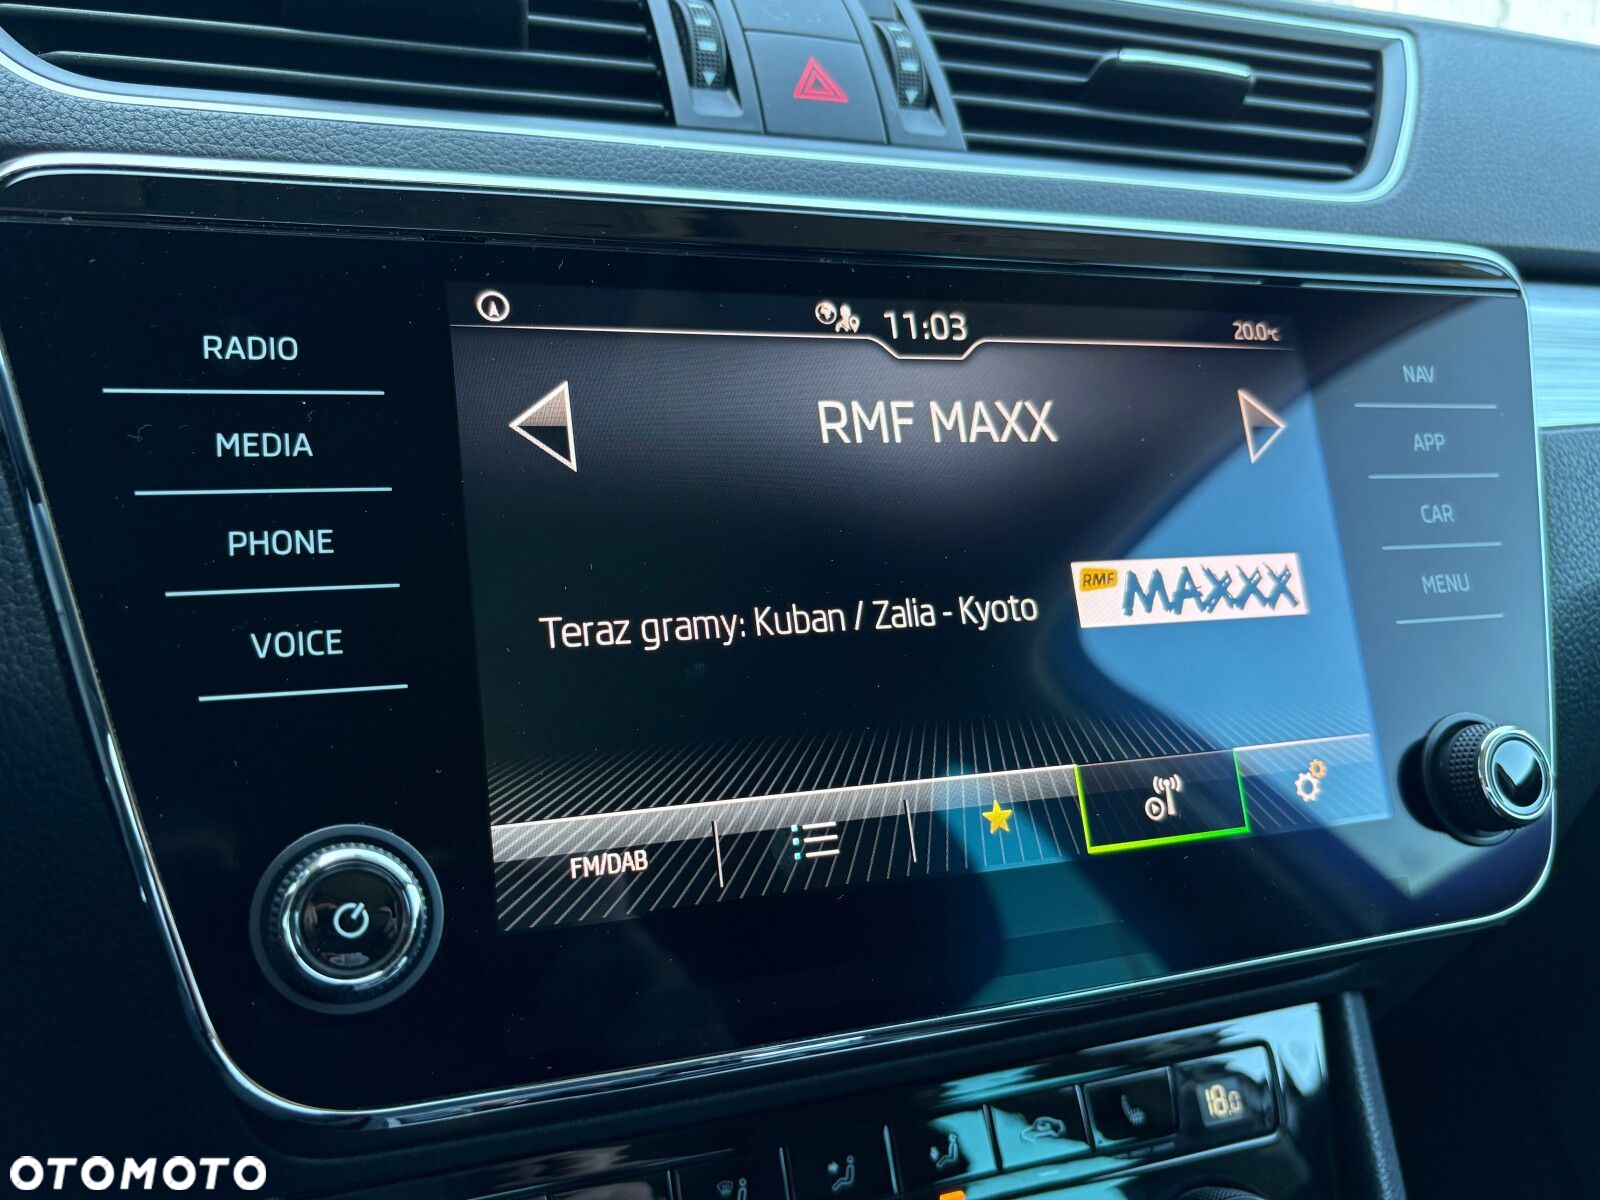 11:03
20.0°C
RADIO
MEDIA
PHONE
VOICE
RMF MAXX
Teraz gramy: Kuban / Zalia - Kyoto
RMF MAXXX
FM/DAB
NAV
APP
CAR
MENU
18.0
OTOMOTO